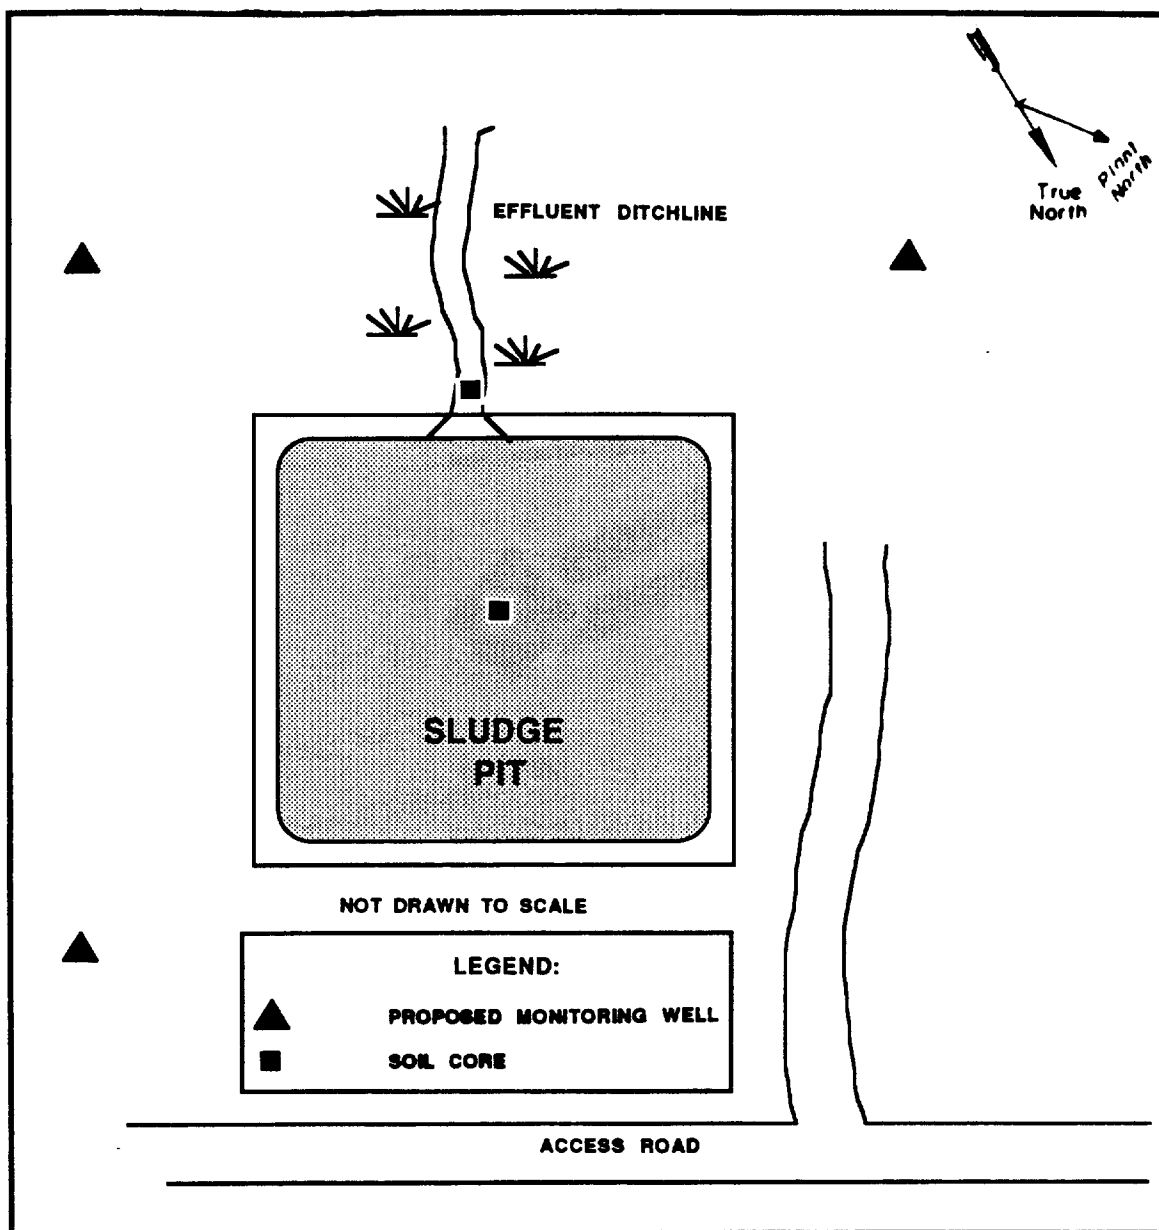 True
North
Plant
North
EFFLUENT DITCHLINE
SLUDGE
PIT
NOT DRAWN TO SCALE
LEGEND:
PROPOSED MONITORING WELL
SOIL CORE
ACCESS ROAD